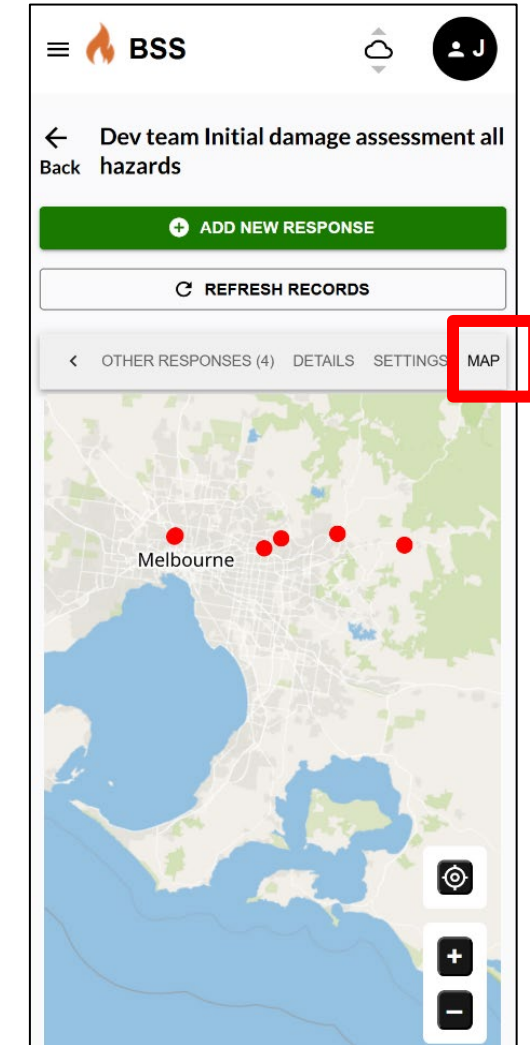 BSS
J
Dev team Initial damage assessment all
Back hazards
ADD NEW RESPONSE
REFRESH RECORDS
OTHER RESPONSES (4) DETAILS SETTINGS MAP
Melbourne
+
−